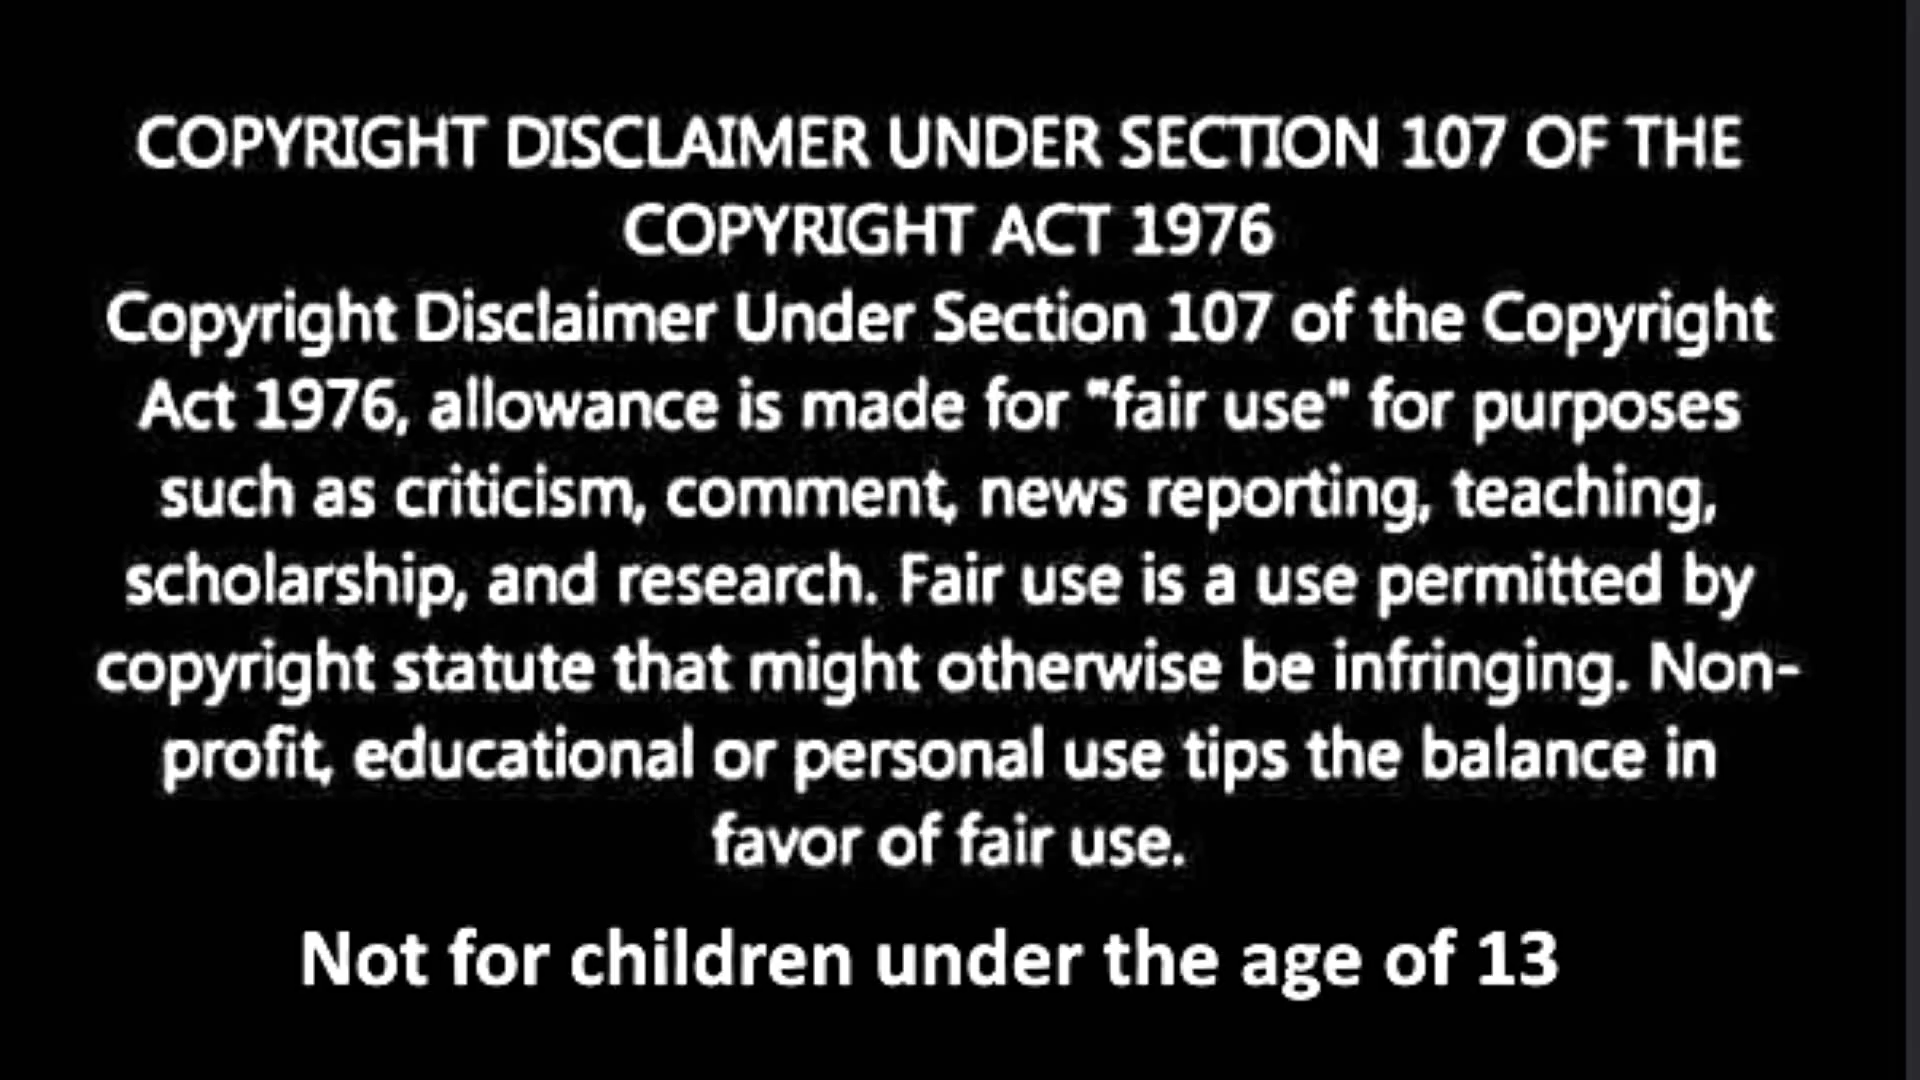 COPYRIGHT DISCLAIMER UNDER SECTION 107 OF THE
COPYRIGHT ACT 1976
Copyright Disclaimer Under Section 107 of the Copyright
Act 1976, allowance is made for "fair use" for purposes
such as criticism, comment, news reporting, teaching,
scholarship, and research. Fair use is a use permitted by
copyright statute that might otherwise be infringing. Non-
profit, educational or personal use tips the balance in
favor of fair use.
Not for children under the age of 13